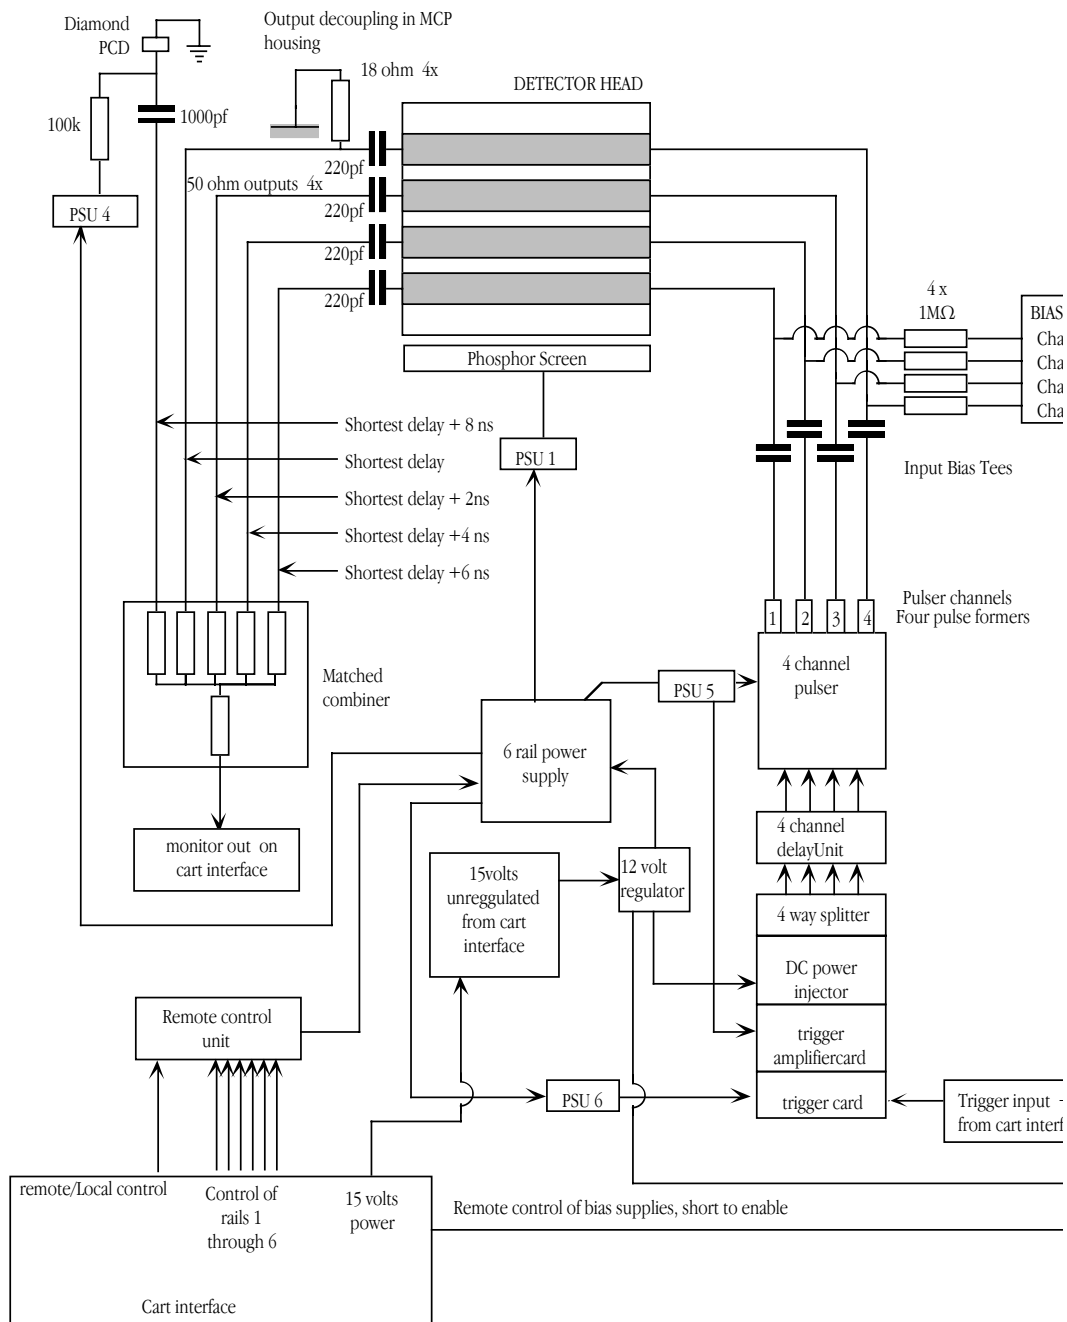 Diamond
PCD
Output decoupling in MCP
housing
18 ohm 4x
DETECTOR HEAD
100k
1000pf
220pf
50 ohm outputs 4x
PSU 4
220pf
220pf
220pf
4 x
1MΩ
BIAS
Cha
Cha
Cha
Cha
Phosphor Screen
Shortest delay + 8 ns
PSU 1
Shortest delay
Input Bias Tees
Shortest delay + 2ns
Shortest delay +4 ns
Shortest delay +6 ns
Pulser channels
Four pulse formers
1
2
3
4
Matched
combiner
4 channel
pulser
PSU 5
6 rail power
supply
monitor out on
cart interface
4 channel
delayUnit
15volts
unreggulated
from cart
interface
12 volt
regulator
4 way splitter
DC power
injector
Remote control
unit
trigger
amplifiercard
PSU 6
trigger card
Trigger input -
from cart interf
remote/Local control
Control of
rails 1
through 6
15 volts
power
Remote control of bias supplies, short to enable
Cart interface